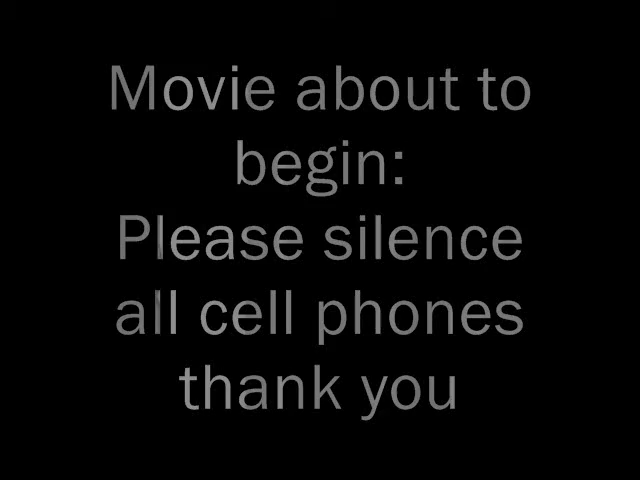 Movie about to
begin:
Please silence
all cell phones
thank you